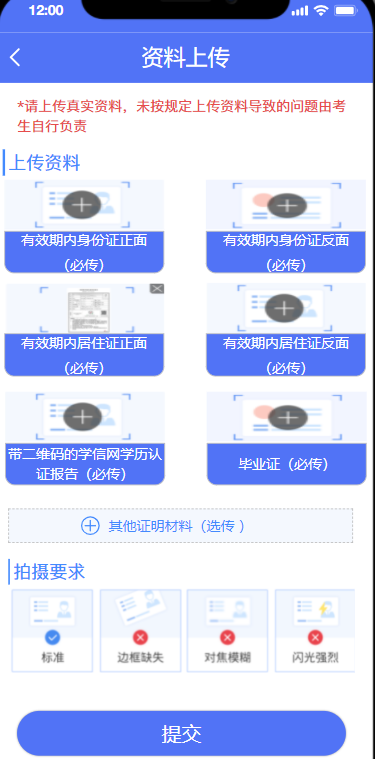 12:00
资料上传
*请上传真实资料，未按规定上传资料导致的问题由考
生自行负责
上传资料
有效期内身份证正面
（必传）
有效期内身份证反面
（必传）
有效期内居住证正面
（必传）
有效期内居住证反面
（必传）
带二维码的学信网学历认
证报告（必传）
毕业证（必传）
其他证明材料（选传 ）
拍摄要求
标准
边框缺失
对焦模糊
闪光强烈
提交